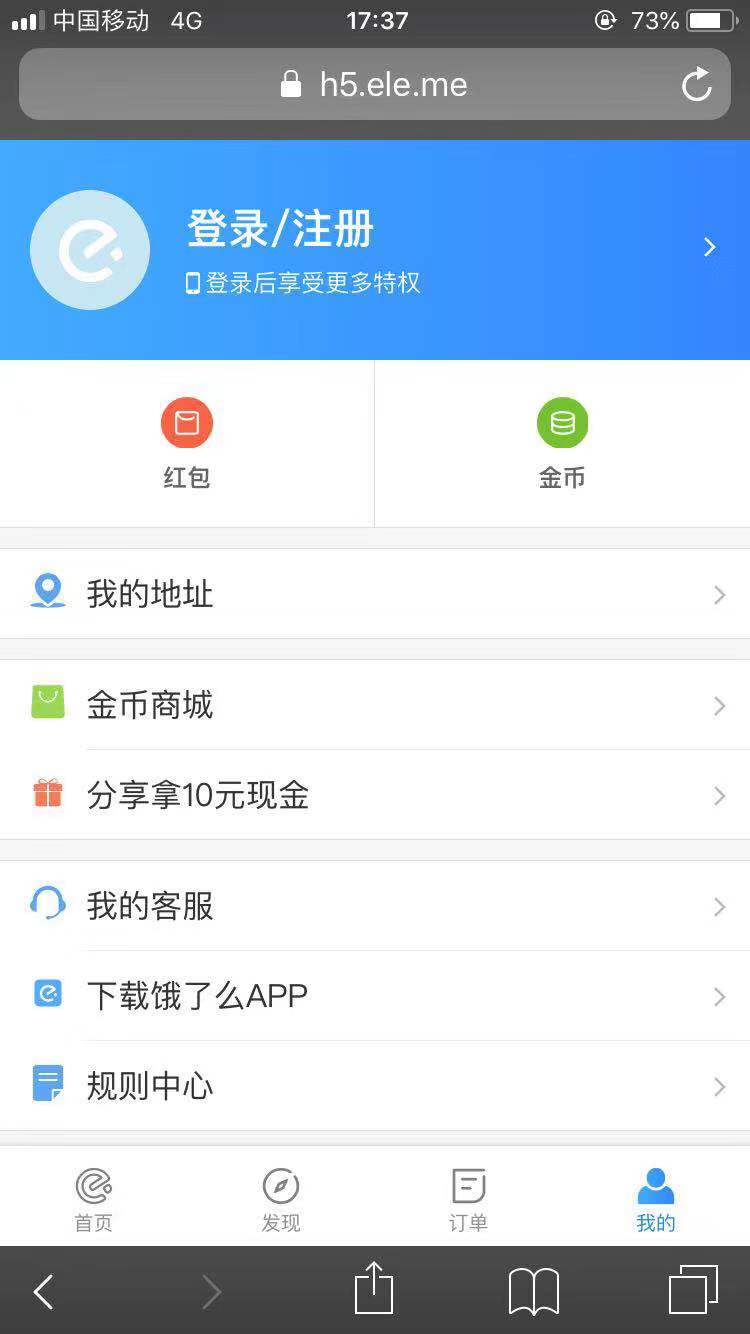 中国移动 4G 17:37 73%
h5.ele.me
登录/注册
登录后享受更多特权
红包 金币
我的地址
金币商城
分享拿10元现金
我的客服
下载饿了么APP
规则中心
首页 发现 订单 我的